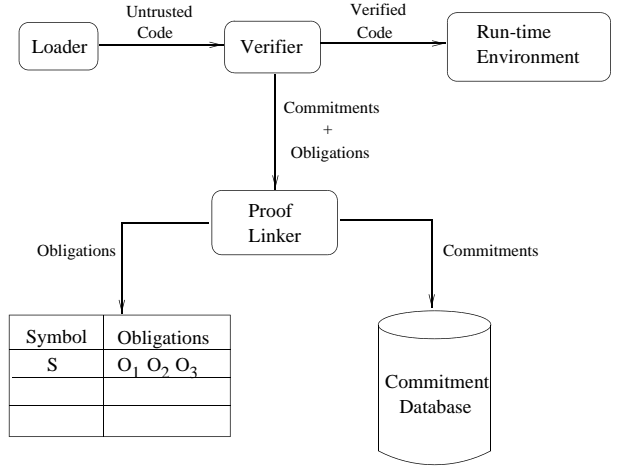 Untrusted
Code
Verified
Code
Loader
Verifier
Run-time
Environment
Commitments
+
Obligations
Proof
Linker
Obligations
Commitments
Symbol Obligations
S O1 O2 O3
Commitment
Database